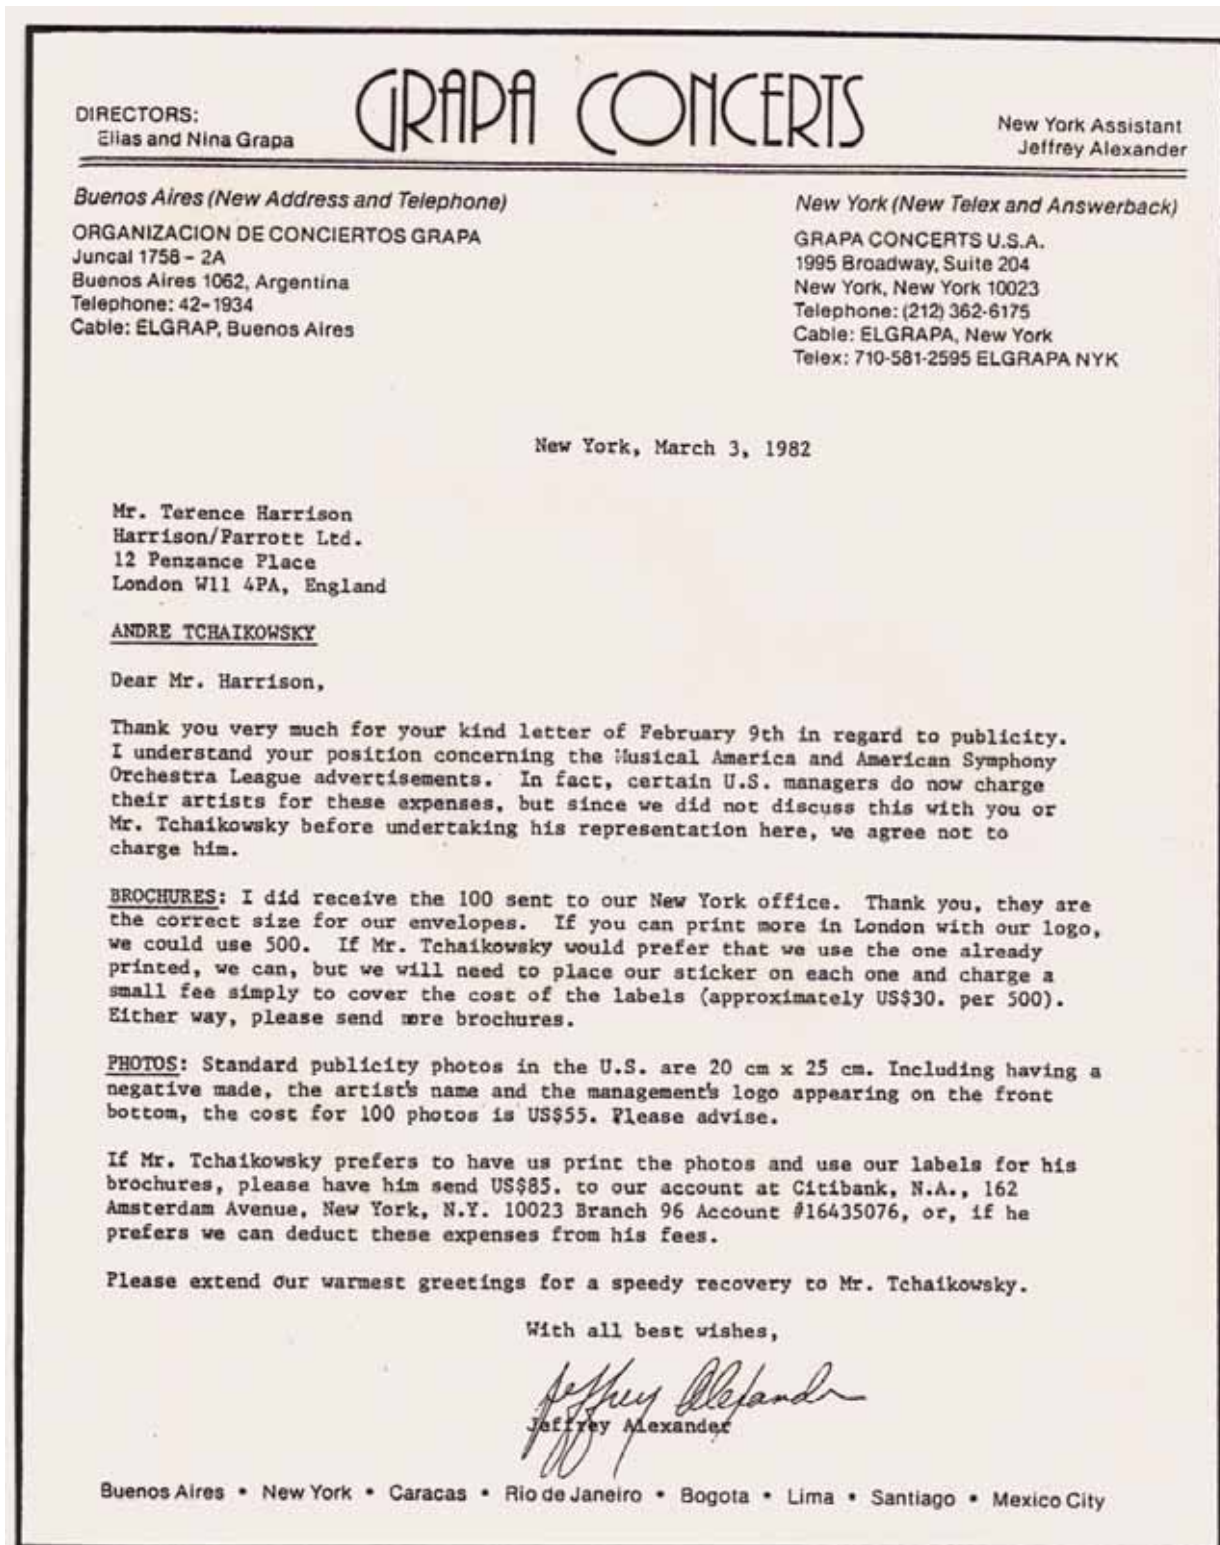 GRAPA CONCERTS
DIRECTORS:
Elias and Nina Grapa
New York Assistant
Jeffrey Alexander
Buenos Aires (New Address and Telephone)
ORGANIZACION DE CONCIERTOS GRAPA
Juncal 1758 – 2A
Buenos Aires 1062, Argentina
Telephone: 42-1934
Cable: ELGRAP, Buenos Aires
New York (New Telex and Answerback)
GRAPA CONCERTS U.S.A.
1995 Broadway, Suite 204
New York, New York 10023
Telephone: (212) 362-6175
Cable: ELGRAPA, New York
Telex: 710-581-2595 ELGRAPA NYK
New York, March 3, 1982
Mr. Terence Harrison
Harrison/Parrott Ltd.
12 Penzance Place
London W11 4PA, England
ANDRE TCHAIKOWSKY
Dear Mr. Harrison,
Thank you very much for your kind letter of February 9th in regard to publicity.
I understand your position concerning the Musical America and American Symphony
Orchestra League advertisements. In fact, certain U.S. managers do now charge
their artists for these expenses, but since we did not discuss this with you or
Mr. Tchaikowsky before undertaking his representation here, we agree not to
charge him.
BROCHURES: I did receive the 100 sent to our New York office. Thank you, they are
the correct size for our envelopes. If you can print more in London with our logo,
we could use 500. If Mr. Tchaikowsky would prefer that we use the one already
printed, we can, but we will need to place our sticker on each one and charge a
small fee simply to cover the cost of the labels (approximately US$30. per 500).
Either way, please send more brochures.
PHOTOS: Standard publicity photos in the U.S. are 20 cm x 25 cm. Including having a
negative made, the artist's name and the management's logo appearing on the front
bottom, the cost for 100 photos is US$55. Please advise.
If Mr. Tchaikowsky prefers to have us print the photos and use our labels for his
brochures, please have him send US$85. to our account at Citibank, N.A., 162
Amsterdam Avenue, New York, N.Y. 10023 Branch 96 Account #16435076, or, if he
prefers we can deduct these expenses from his fees.
Please extend our warmest greetings for a speedy recovery to Mr. Tchaikowsky.
With all best wishes,
Jeffrey Alexander
Jeffrey Alexander
Buenos Aires • New York • Caracas • Rio de Janeiro • Bogota • Lima • Santiago • Mexico City